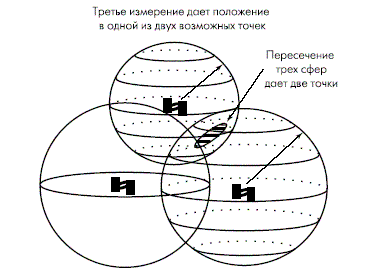 Третье измерение дает положение
в одной из двух возможных точек
Пересечение
трех сфер
дает две точки